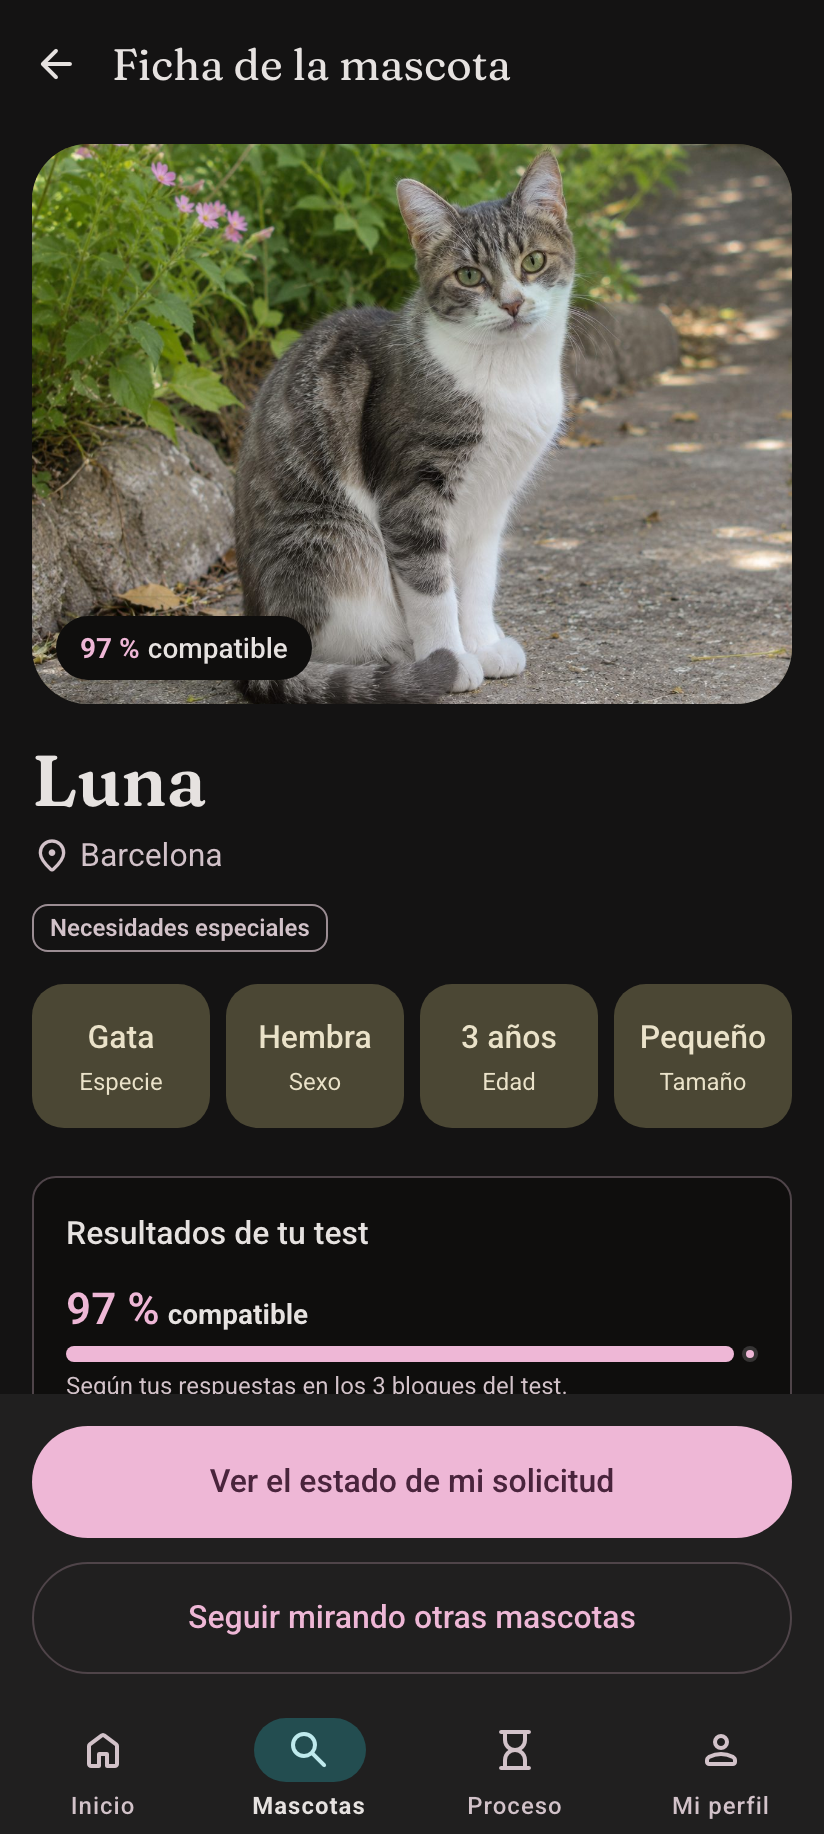 Ficha de la mascota
97 % compatible
Luna
Barcelona
Necesidades especiales
Gata
Especie
Hembra
Sexo
3 años
Edad
Pequeño
Tamaño
Resultados de tu test
97 % compatible
Según tus respuestas en los 3 bloques del test.
Ver el estado de mi solicitud
Seguir mirando otras mascotas
Inicio
Mascotas
Proceso
Mi perfil